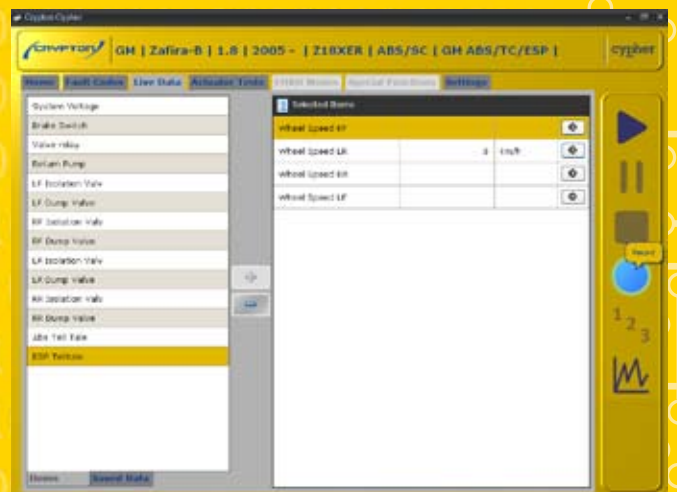 Crypton Cypher
CRYPTON
GM | Zafira-B | 1.8 | 2005 - | Z18XER | ABS/SC | GM ABS/TC/ESP |
cypher
Home
Fault Codes
Live Data
Actuator Tests
Special Functions
Settings
System Voltage
Brake Switch
Valve relay
Return Pump
LF Isolation Valv
LF Dump Valve
RF Isolation Valv
RF Dump Valve
LR Isolation Valv
LR Dump Valve
RR Isolation Valv
RR Dump Valve
Abs Tell Tale
ESP Telltale
Selected Items
Wheel Speed RF
Wheel Speed LR
km/h
Wheel Speed RR
Wheel Speed LF
Record
1 2 3
Items
Saved Data